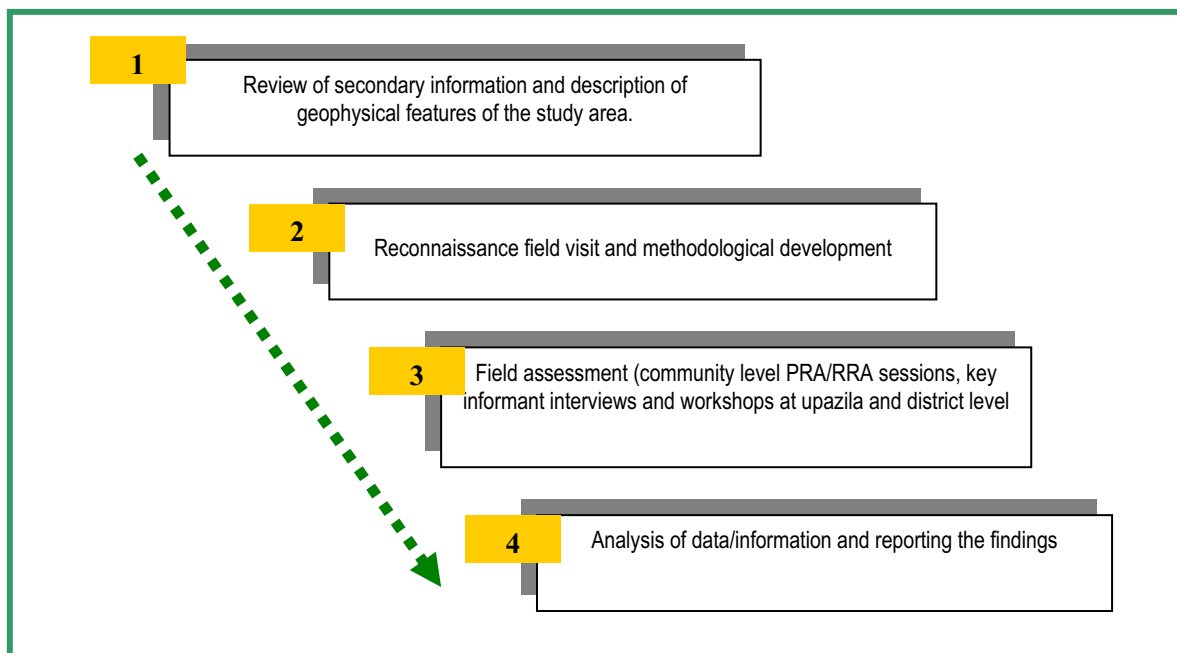 1
Review of secondary information and description of
geophysical features of the study area.
2
Reconnaissance field visit and methodological development
3
Field assessment (community level PRA/RRA sessions, key
informant interviews and workshops at upazila and district level
4
Analysis of data/information and reporting the findings